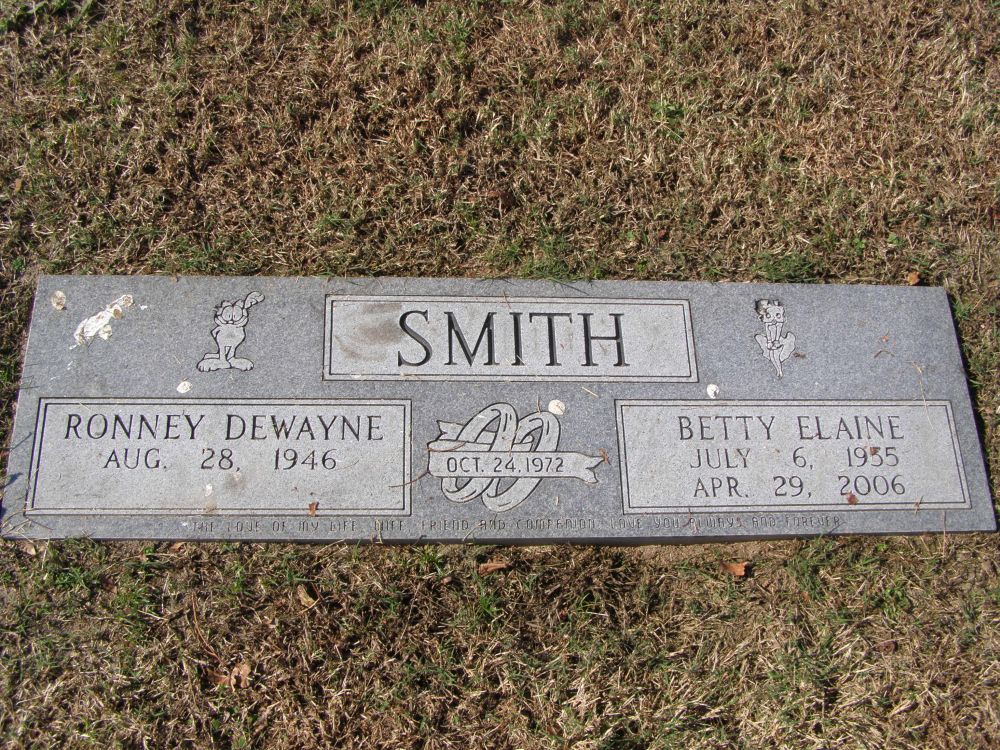 SMITH
RONNEY DEWAYNE
AUG. 28, 1946
OCT. 24, 1972
BETTY ELAINE
JULY 6, 1955
APR. 29, 2006
THE LOVE OF MY LIFE, WIFE, FRIEND AND COMPANION, LOVE YOU ALWAYS AND FOREVER